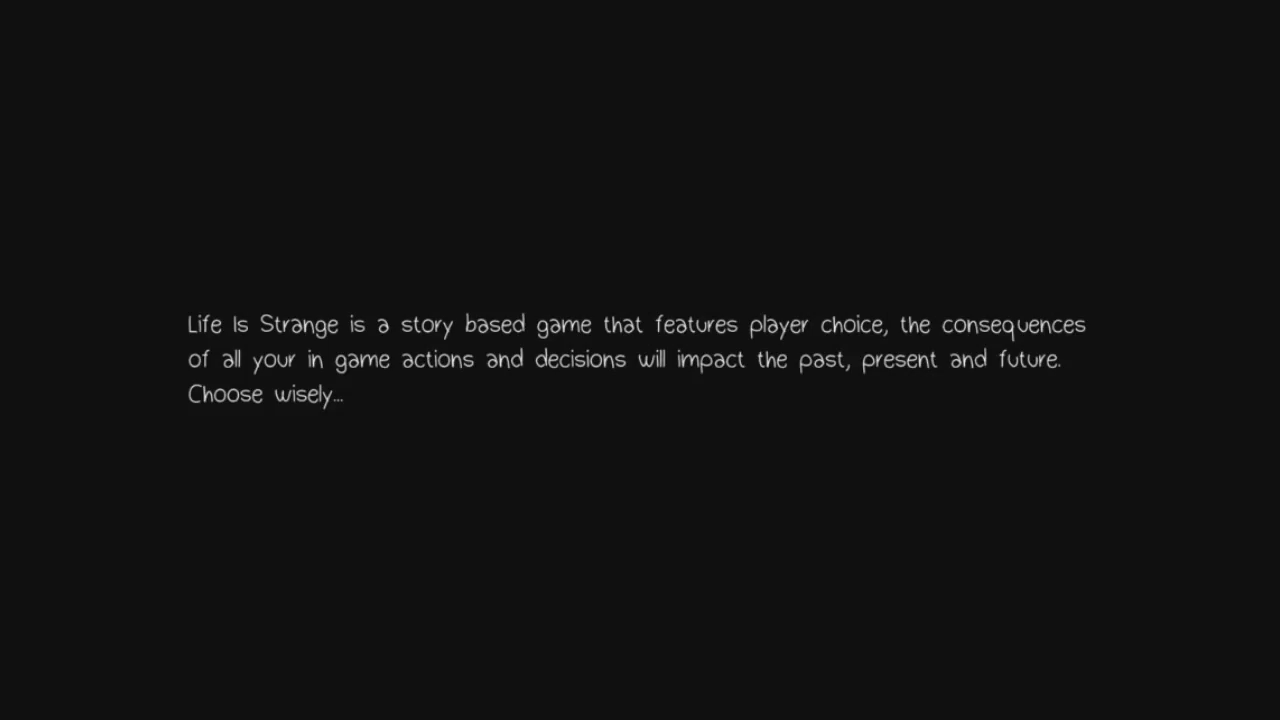 Life Is Strange is a story based game that features player choice, the consequences
of all your in game actions and decisions will impact the past, present and future.
Choose wisely...